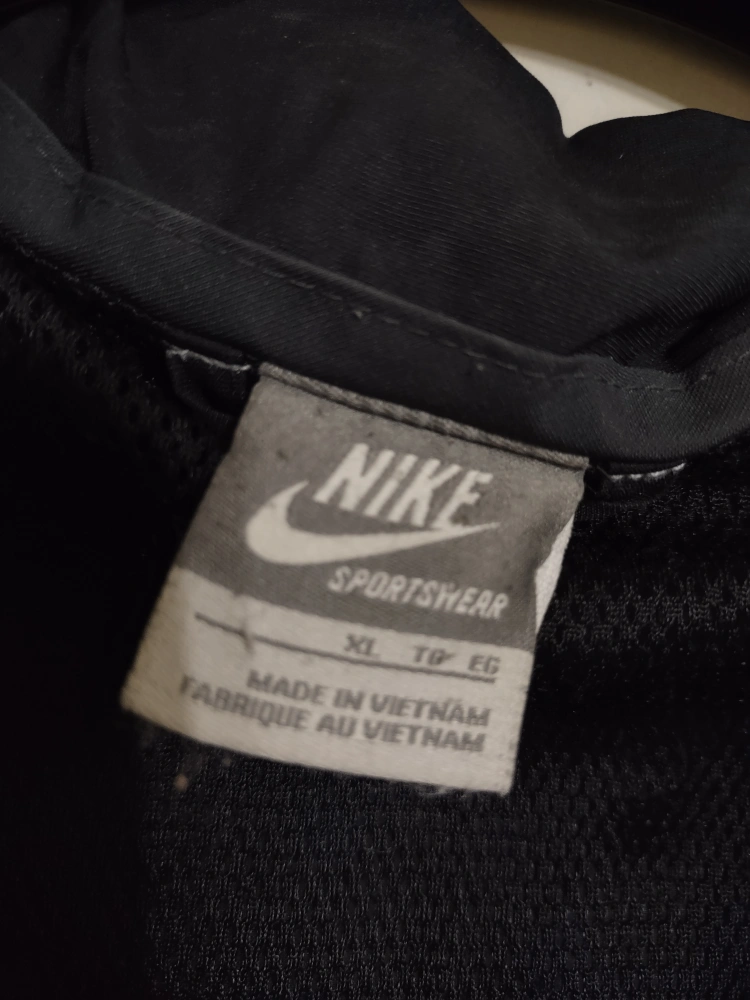 NIKE
SPORTSWEAR
XL TG EG
MADE IN VIETNAM
FABRIQUE AU VIETNAM